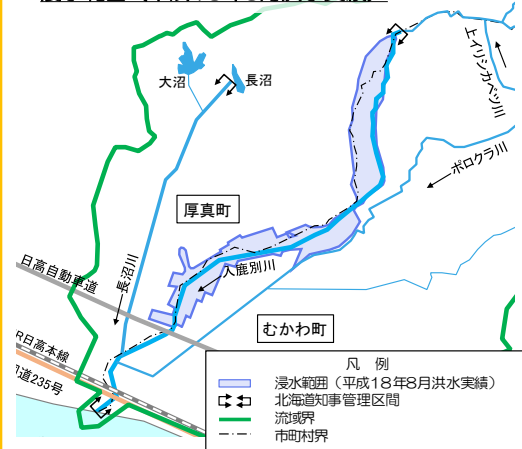 大沼
長沼
上イリシカベツ川
ポロクラ川
厚真町
入鹿別川
日高自動車道
長沼川
むかわ町
R日高本線
道235号
凡 例
浸水範囲(平成18年8月洪水実績)
北海道知事管理区間
流域界
市町村界